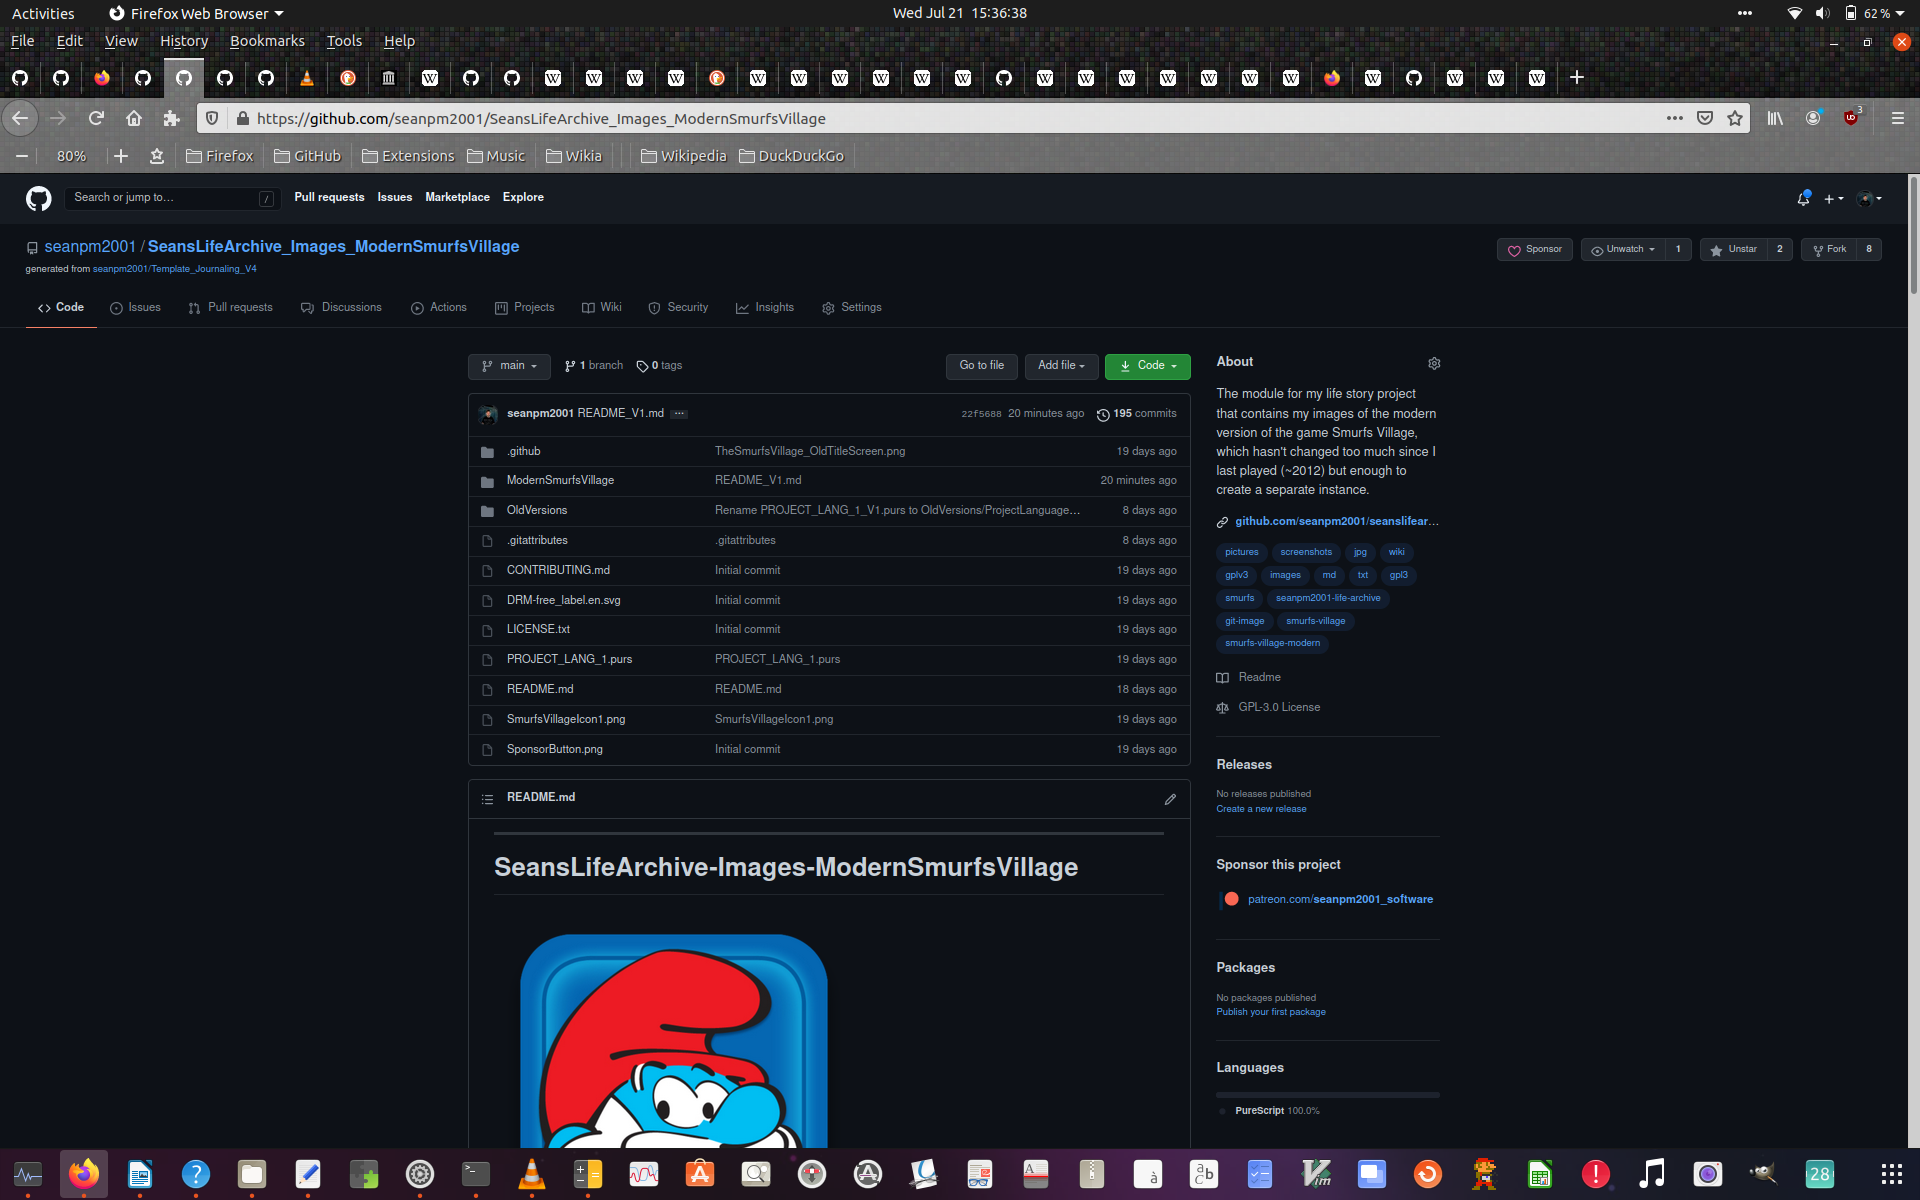 Activities Firefox Web Browser Wed Jul 21 15:36:38 62 %
File Edit View History Bookmarks Tools Help
https://github.com/seanpm2001/SeansLifeArchive_Images_ModernSmurfsVillage 3
80% Firefox GitHub Extensions Music Wikia Wikipedia DuckDuckGo
Search or jump to… / Pull requests Issues Marketplace Explore
seanpm2001 / SeansLifeArchive_Images_ModernSmurfsVillage Sponsor Unwatch 1 Unstar 2 Fork 8
generated from seanpm2001/Template_Journaling_V4
Code Issues Pull requests Discussions Actions Projects Wiki Security Insights Settings
main 1 branch 0 tags Go to file Add file Code
seanpm2001 README_V1.md 22f5688 20 minutes ago 195 commits
.github TheSmurfsVillage_OldTitleScreen.png 19 days ago
ModernSmurfsVillage README_V1.md 20 minutes ago
OldVersions Rename PROJECT_LANG_1_V1.purs to OldVersions/ProjectLanguage… 8 days ago
.gitattributes .gitattributes 8 days ago
CONTRIBUTING.md Initial commit 19 days ago
DRM-free_label.en.svg Initial commit 19 days ago
LICENSE.txt Initial commit 19 days ago
PROJECT_LANG_1.purs PROJECT_LANG_1.purs 19 days ago
README.md README.md 18 days ago
SmurfsVillageIcon1.png SmurfsVillageIcon1.png 19 days ago
SponsorButton.png Initial commit 19 days ago
README.md
SeansLifeArchive-Images-ModernSmurfsVillage
About
The module for my life story project
that contains my images of the modern
version of the game Smurfs Village,
which hasn't changed too much since I
last played (~2012) but enough to
create a separate instance.
github.com/seanpm2001/seanslifear…
pictures screenshots jpg wiki
gplv3 images md txt gpl3
smurfs seanpm2001-life-archive
git-image smurfs-village
smurfs-village-modern
Readme
GPL-3.0 License
Releases
No releases published
Create a new release
Sponsor this project
patreon.com/seanpm2001_software
Packages
No packages published
Publish your first package
Languages
PureScript 100.0%
28